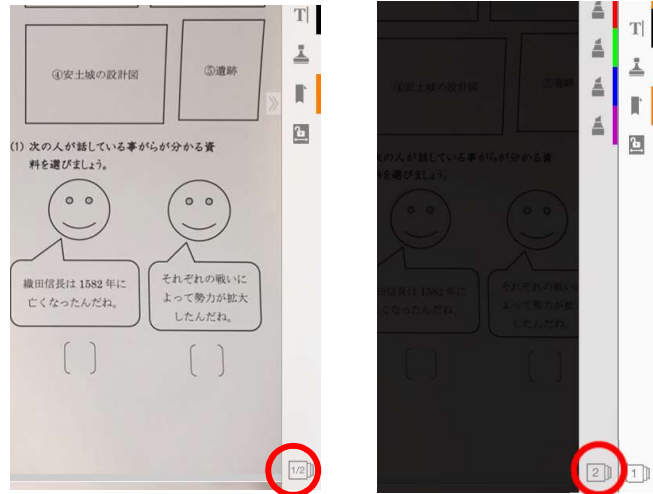 T
④安土城の設計図
⑤遺跡
(1) 次の人が話している事がらが分かる資
料を選びましょう。
織田信長は 1582 年に
亡くなったんだね。
それぞれの戦いに
よって勢力が拡大
したんだね。
1/2
T
④安土城の設計図
⑤遺跡
次の人が話している事がらが分かる資
料を選びましょう。
織田信長は 1582 年に
亡くなったんだね。
それぞれの戦いに
よって勢力が拡大
したんだね。
2
1